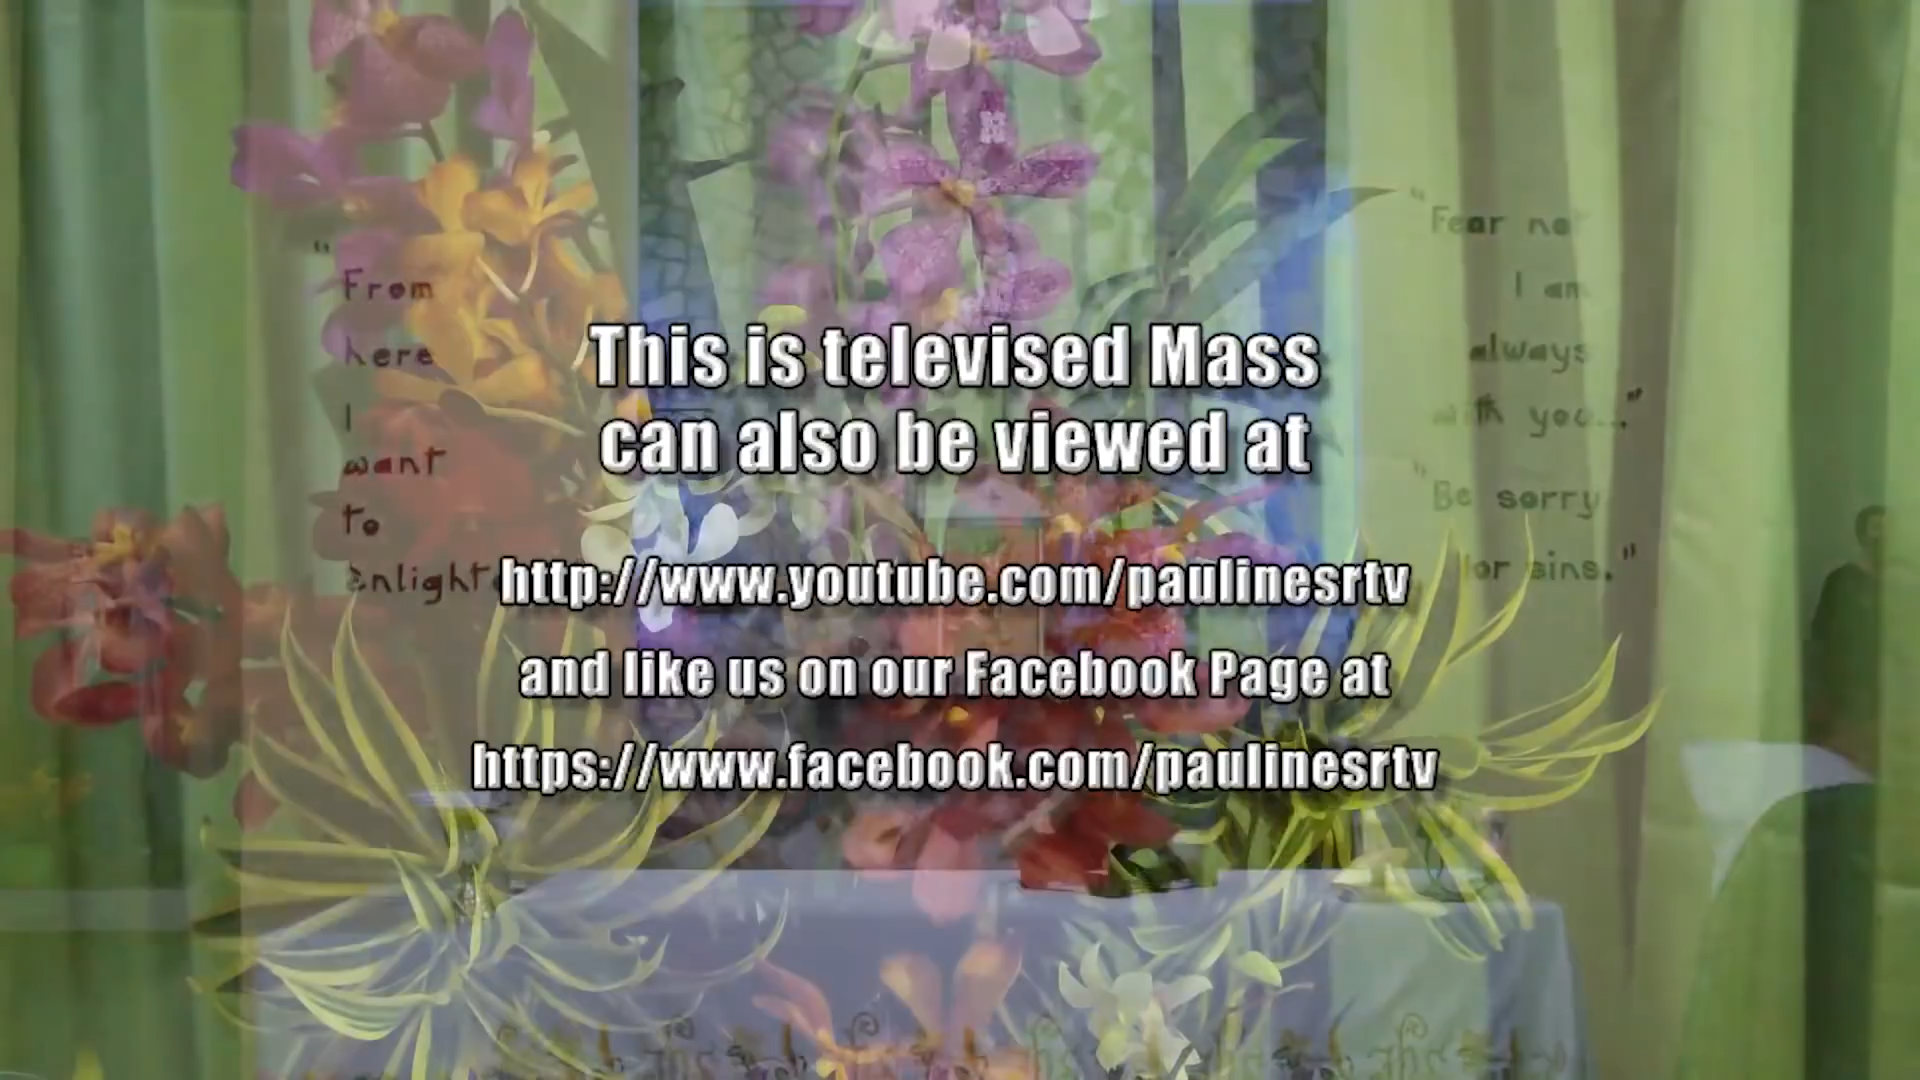 This is televised Mass
can also be viewed at
http://www.youtube.com/paulinesrtv
and like us on our Facebook Page at
https://www.facebook.com/paulinesrtv
"
From
here
I
want
to
"Fear not
I am
always
with you..."
"Be sorry
for sins."